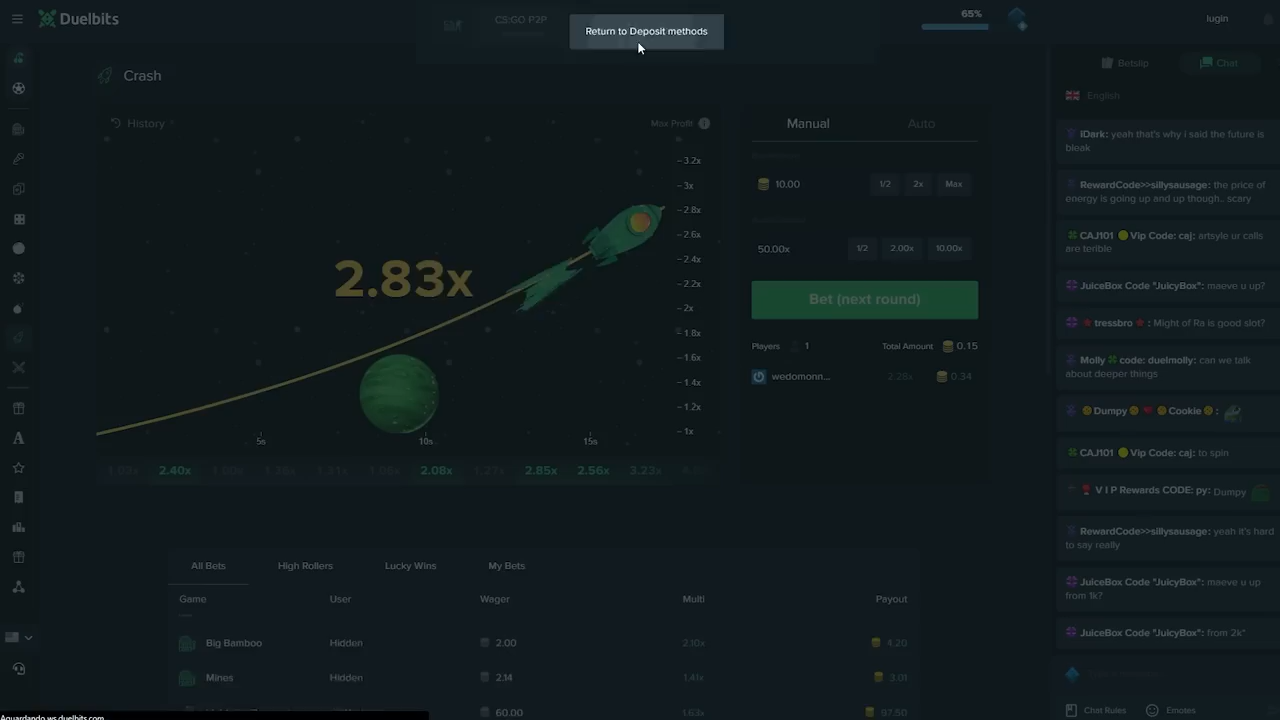 Duelbits
CS:GO P2P
Return to Deposit methods
65%
lugin
Crash
History
Max Profit
3.2x
3x
2.8x
2.6x
2.4x
2.2x
2x
1.8x
1.6x
1.4x
1.2x
1x
2.83x
5s
10s
15s
2.40x
2.08x
1.27x
2.85x
2.56x
3.23x
Manual
Auto
10.00
1/2
2x
Max
50.00x
1/2
2.00x
10.00x
Bet (next round)
Players 1
Total Amount 0.15
wedomonn...
2.26x
0.34
All Bets
High Rollers
Lucky Wins
My Bets
Game
User
Wager
Multi
Payout
Big Bamboo
Hidden
2.00
2.10x
4.20
Mines
Hidden
2.14
1.41x
3.01
60.00
1.63x
97.50
Betslip
Chat
English
iDark: yeah that's why i said the future is
bleak
RewardCode>>sillysausage: the price of
energy is going up and up though.. scary
CAJ101 Vip Code: caj: artsyle ur calls
are terible
JuiceBox Code "JuicyBox": maeve u up?
tressbro : Might of Ra is good slot?
Molly code: duelmolly: can we talk
about deeper things
Dumpy Cookie :
CAJ101 Vip Code: caj: to spin
V I P Rewards CODE: py: Dumpy
RewardCode>>sillysausage: yeah it's hard
to say really
JuiceBox Code "JuicyBox": maeve u up
from 1k?
JuiceBox Code "JuicyBox": from 2k*
Chat Rules
Emotes
Aguardando ws.duelbits.com